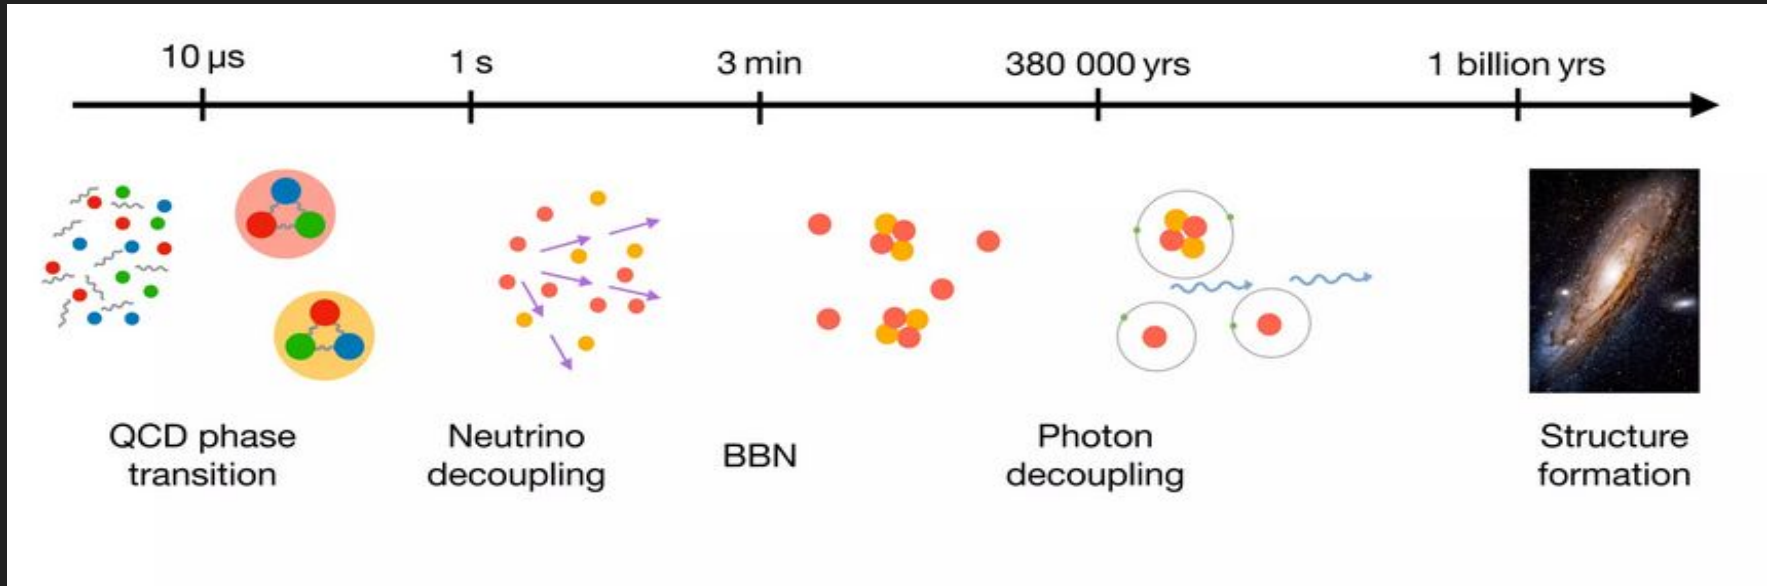 10 µs
1 s
3 min
380 000 yrs
1 billion yrs
QCD phase
transition
Neutrino
decoupling
BBN
Photon
decoupling
Structure
formation